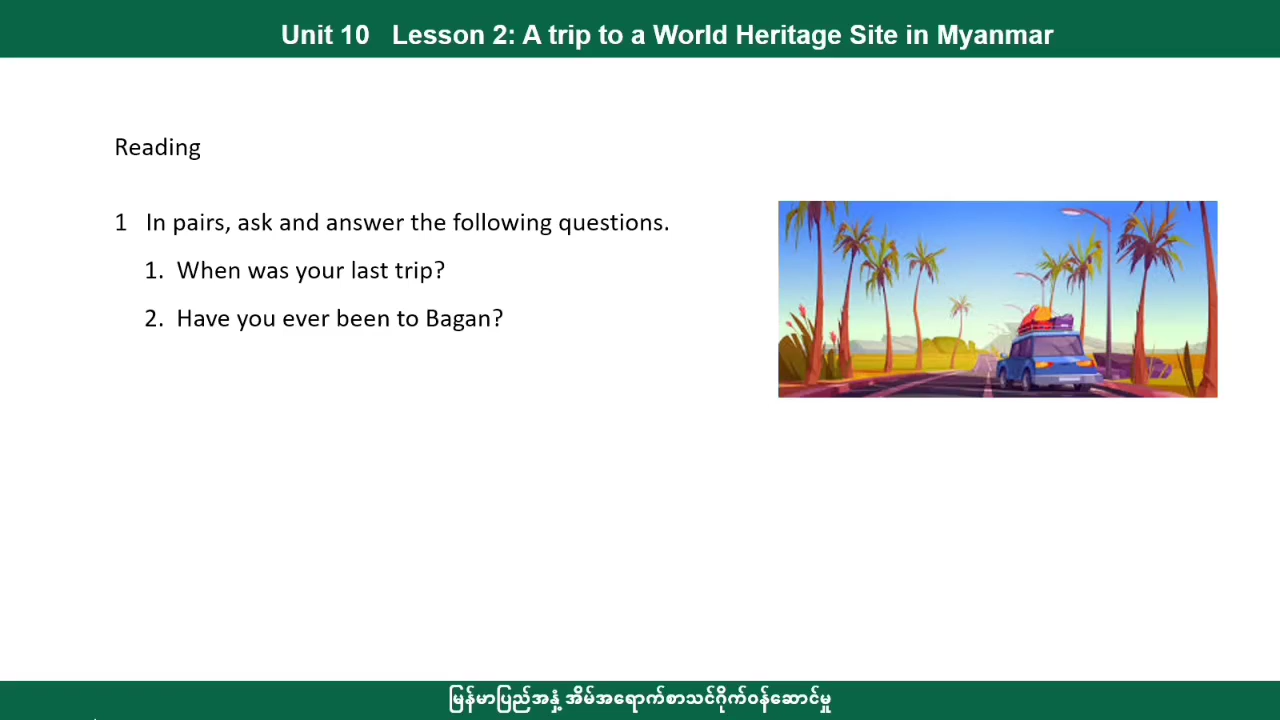 Unit 10 Lesson 2: A trip to a World Heritage Site in Myanmar
Reading
1 In pairs, ask and answer the following questions.
1. When was your last trip?
2. Have you ever been to Bagan?
မြန်မာပြည်အနှံ့ အိမ်အရောက်စာသင်ဂိုက်ဝန်ဆောင်မှု